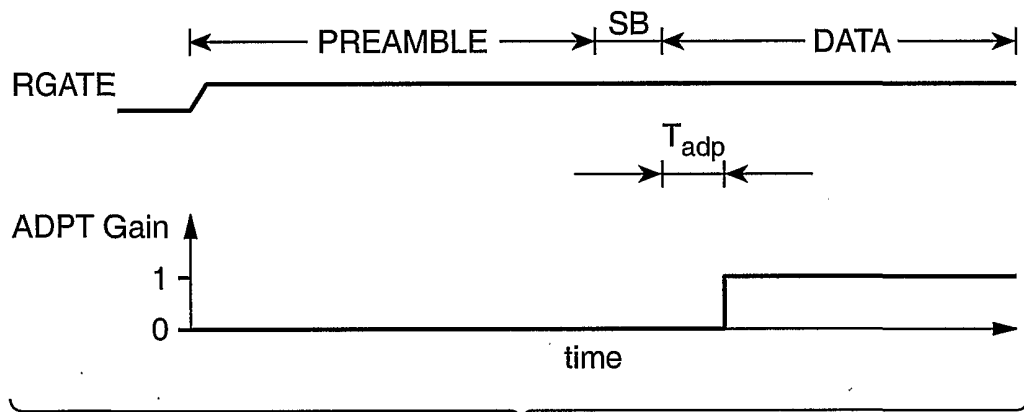 PREAMBLE SB DATA
RGATE
Tadp
ADPT Gain
1
0
time